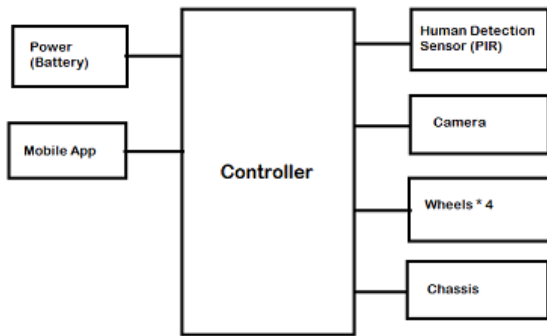 Power
(Battery)
Mobile App
Controller
Human Detection
Sensor (PIR)
Camera
Wheels * 4
Chassis